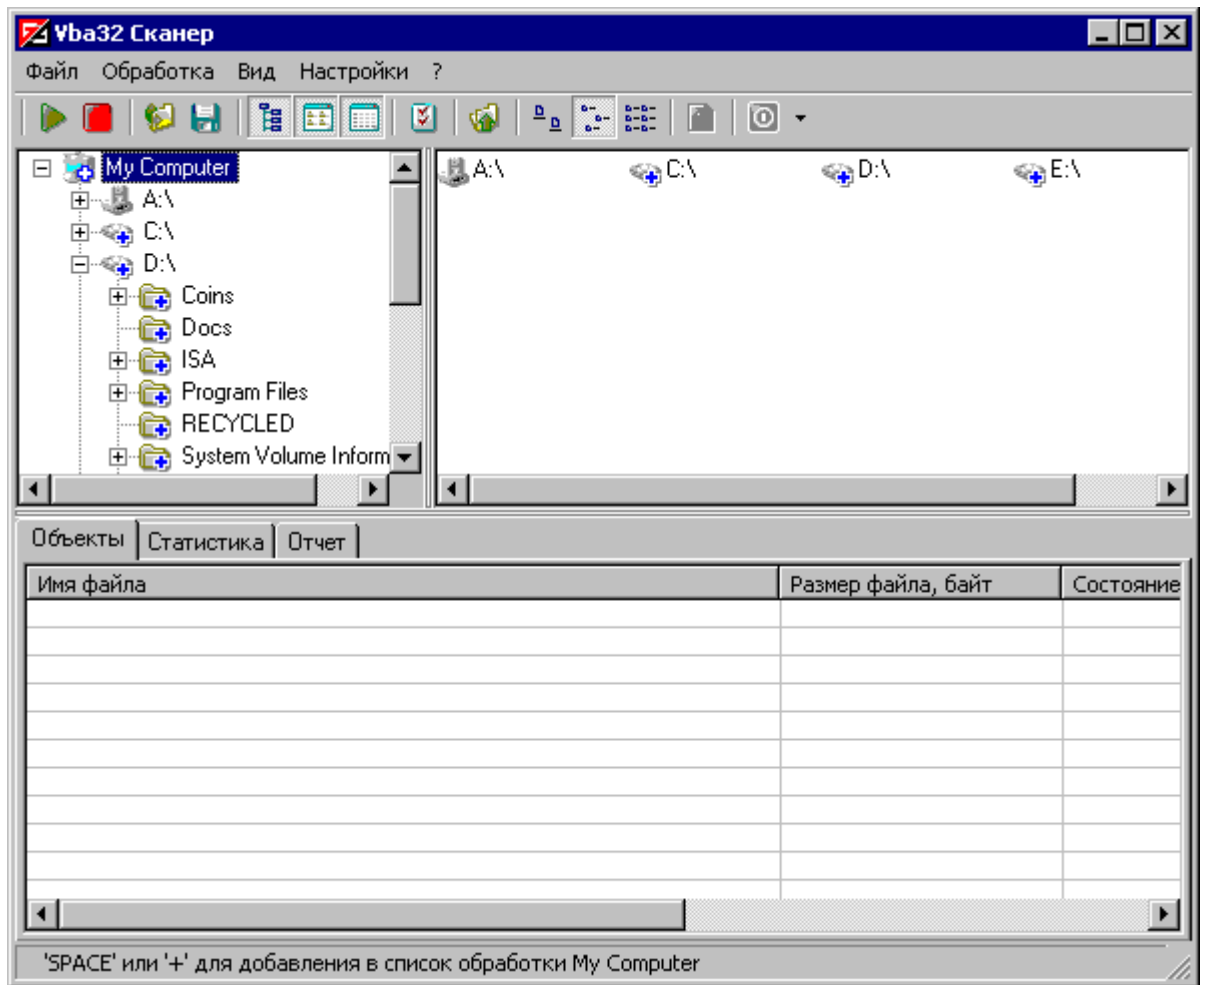 Vba32 Сканер
Файл Обработка Вид Настройки ?
My Computer
A:\
C:\
D:\
Coins
Docs
ISA
Program Files
RECYCLED
System Volume Inform
A:\ C:\ D:\ E:\
Объекты Статистика Отчет
Имя файла Размер файла, байт Состояние
'SPACE' или '+' для добавления в список обработки My Computer